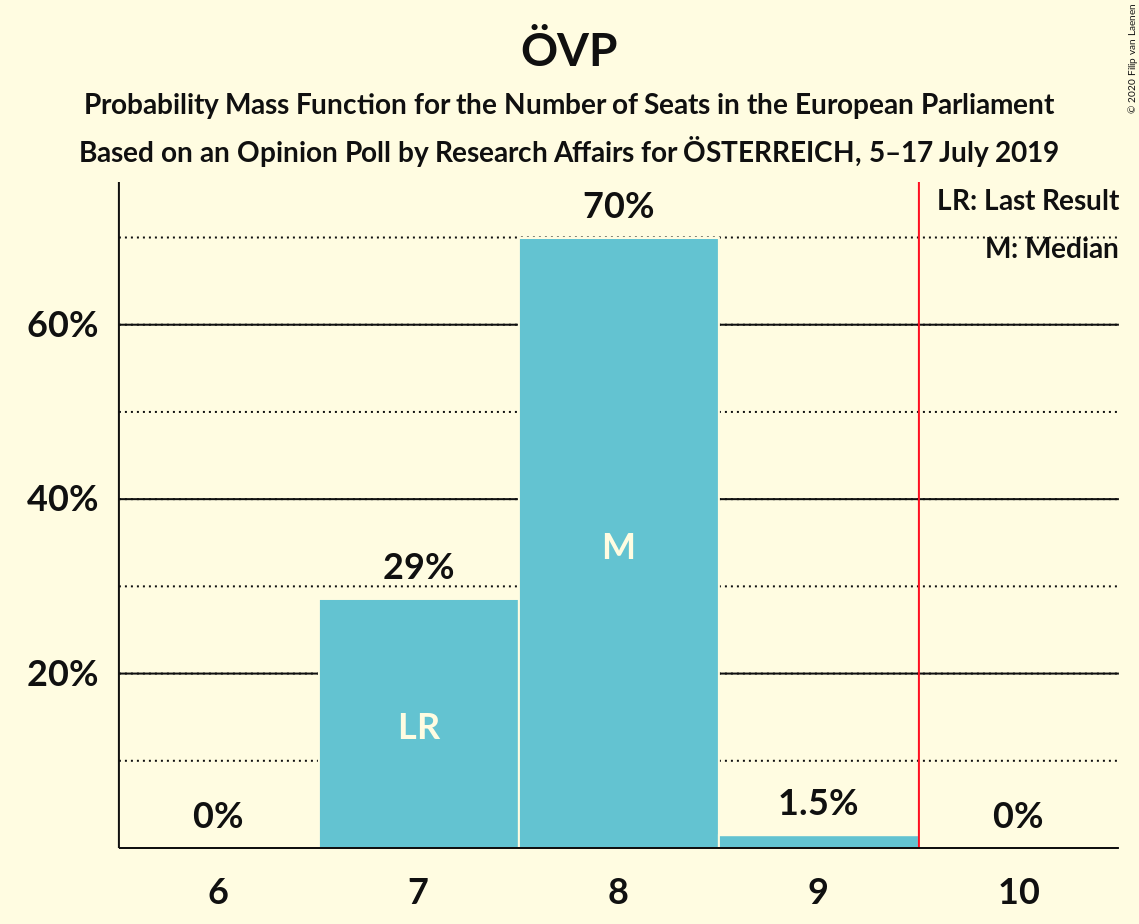 ÖVP
Probability Mass Function for the Number of Seats in the European Parliament
Based on an Opinion Poll by Research Affairs for ÖSTERREICH, 5–17 July 2019
© 2020 Filip van Laenen
LR: Last Result
M: Median
70%
60%
40%
20%
M
29%
LR
0%
1.5%
0%
6
7
8
9
10